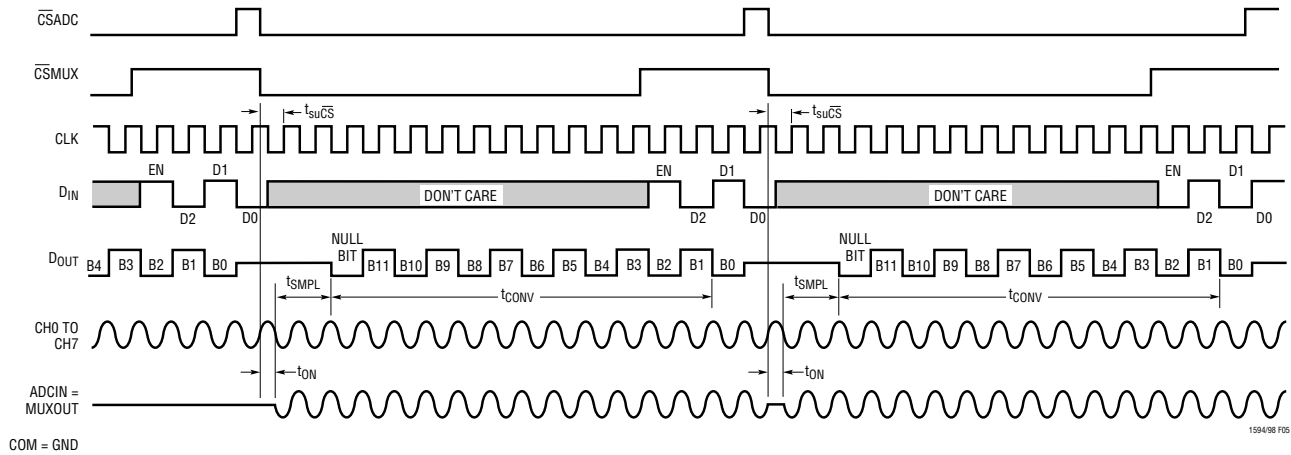 CSADC
CSMUX
tsuCS tsuCS
CLK
EN D1 EN D1 EN D1
DIN DON'T CARE DON'T CARE
D2 D0 D2 D0 D2 D0
NULL BIT NULL BIT
DOUT B4 B3 B2 B1 B0 B11 B10 B9 B8 B7 B6 B5 B4 B3 B2 B1 B0 B11 B10 B9 B8 B7 B6 B5 B4 B3 B2 B1 B0
tSMPL tCONV tSMPL tCONV
CH0 TO
CH7
tON tON
ADCIN =
MUXOUT
1594/98 F05
COM = GND